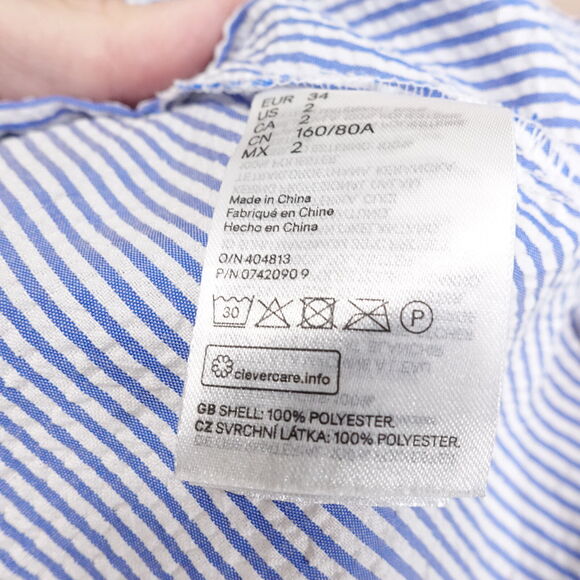 EUR 34
US 2
CA 2
CN 160/80A
MX 2
Made in China
Fabriqué en Chine
Hecho en China
O/N 404813
P/N 0742090 9
30 P
clevercare.info
GB SHELL: 100% POLYESTER.
CZ SVRCHNÍ LÁTKA: 100% POLYESTER.